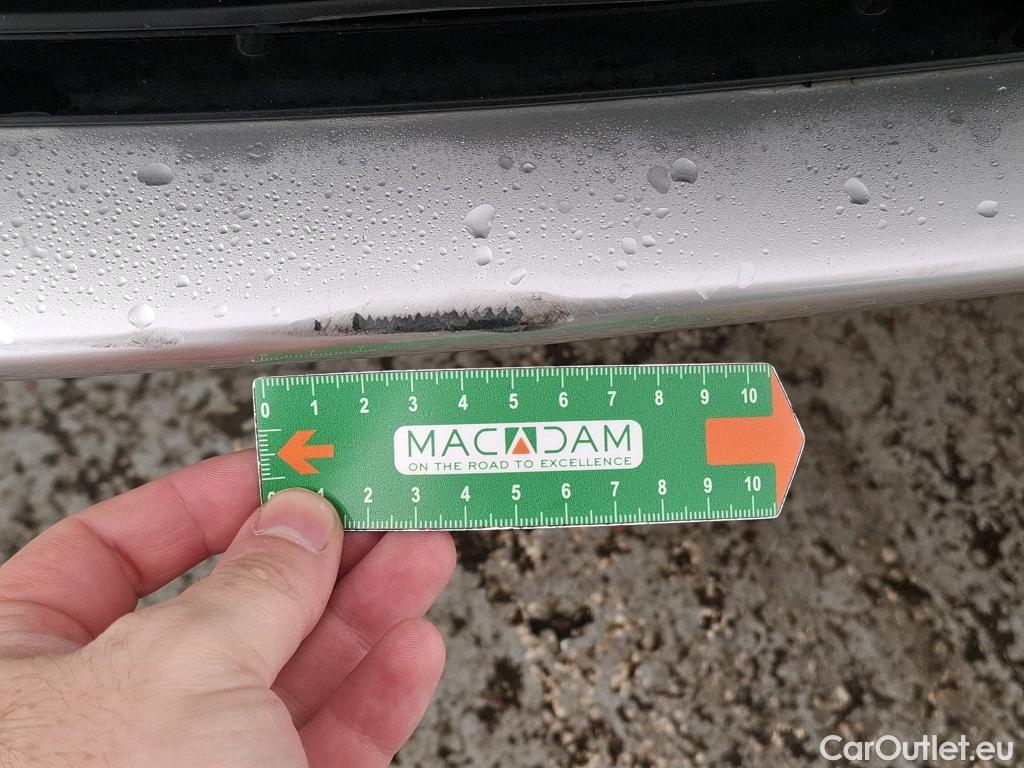 0 1 2 3 4 5 6 7 8 9 10
MACADAM
ON THE ROAD TO EXCELLENCE
1 2 3 4 5 6 7 8 9 10
CarOutlet.eu